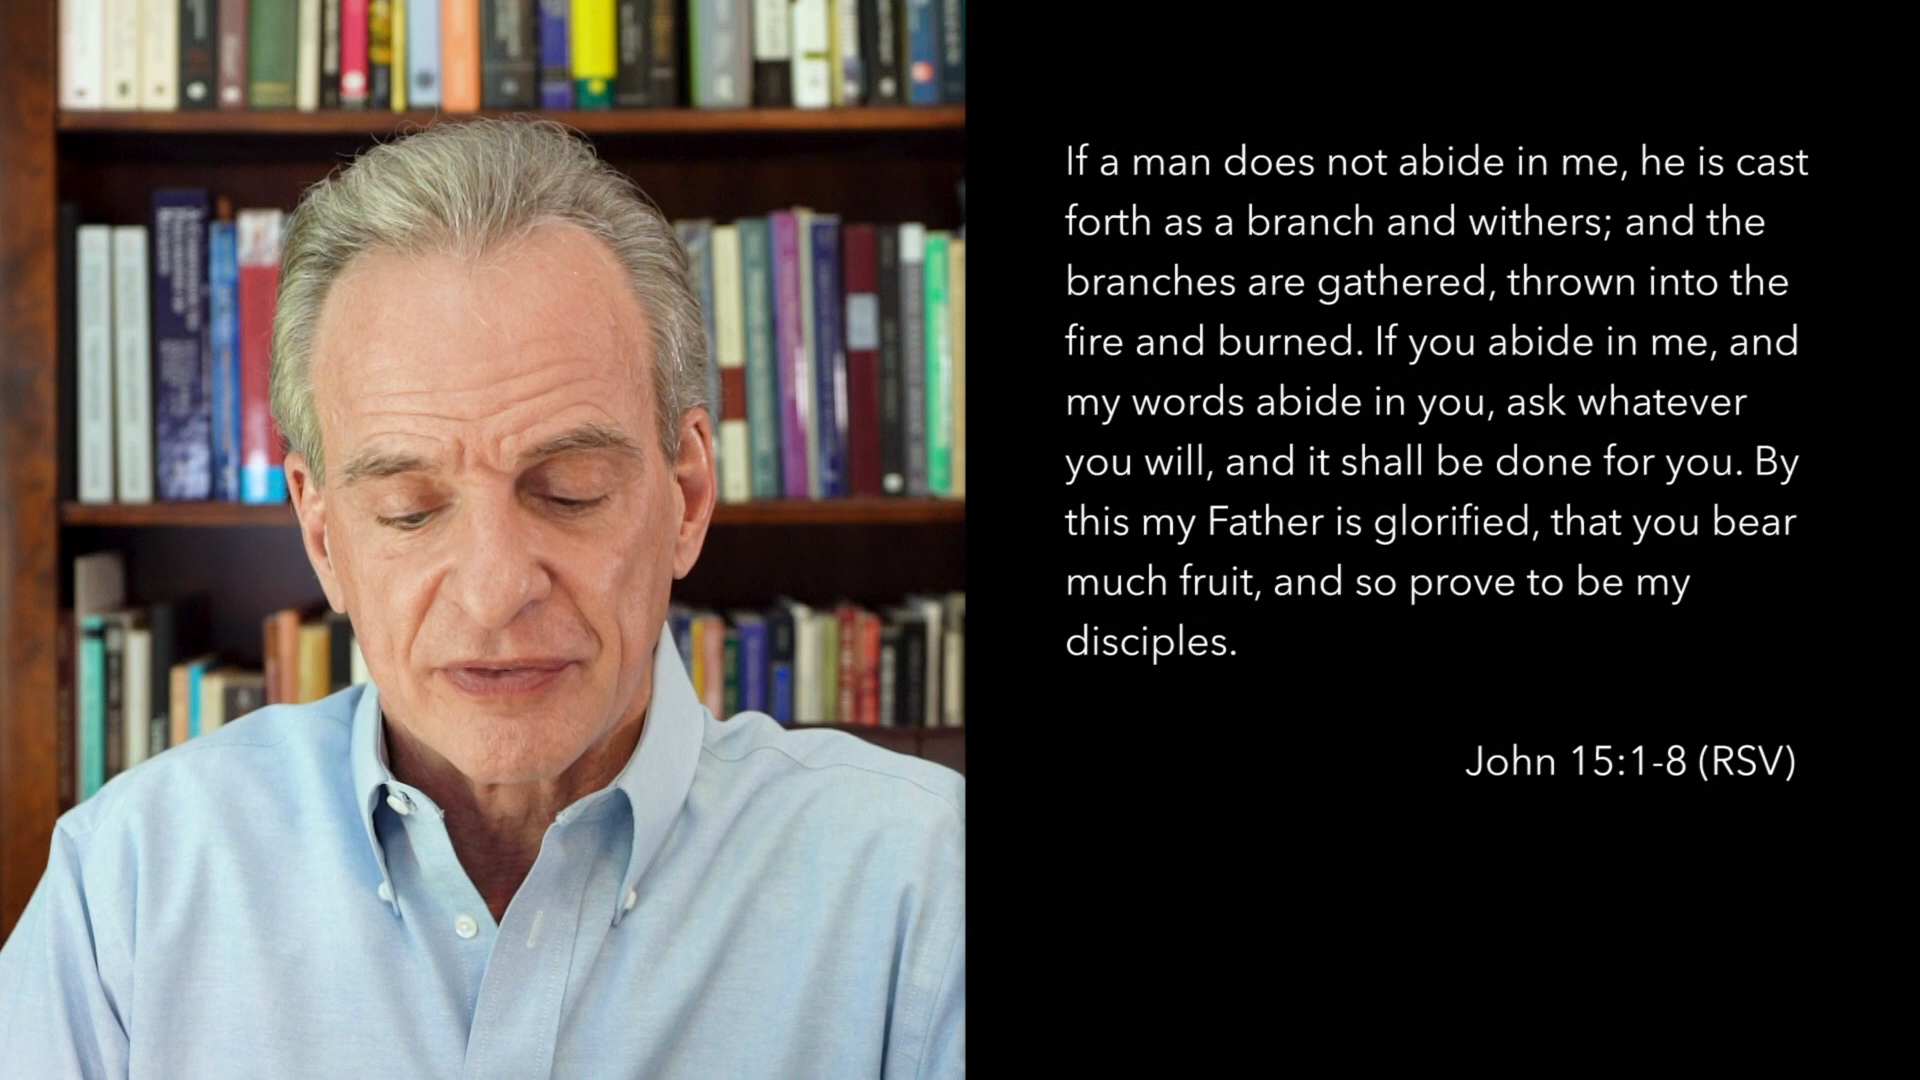 If a man does not abide in me, he is cast
forth as a branch and withers; and the
branches are gathered, thrown into the
fire and burned. If you abide in me, and
my words abide in you, ask whatever
you will, and it shall be done for you. By
this my Father is glorified, that you bear
much fruit, and so prove to be my
disciples.
John 15:1-8 (RSV)